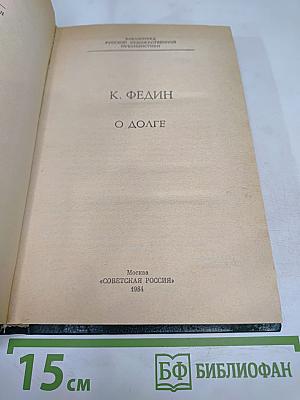 БИБЛИОТЕКА
РУССКОЙ ХУДОЖЕСТВЕННОЙ
ПУБЛИЦИСТИКИ
К. ФЕДИН
О ДОЛГЕ
Москва
«СОВЕТСКАЯ РОССИЯ»
1984
15 см
БФ БИБЛИОФАН